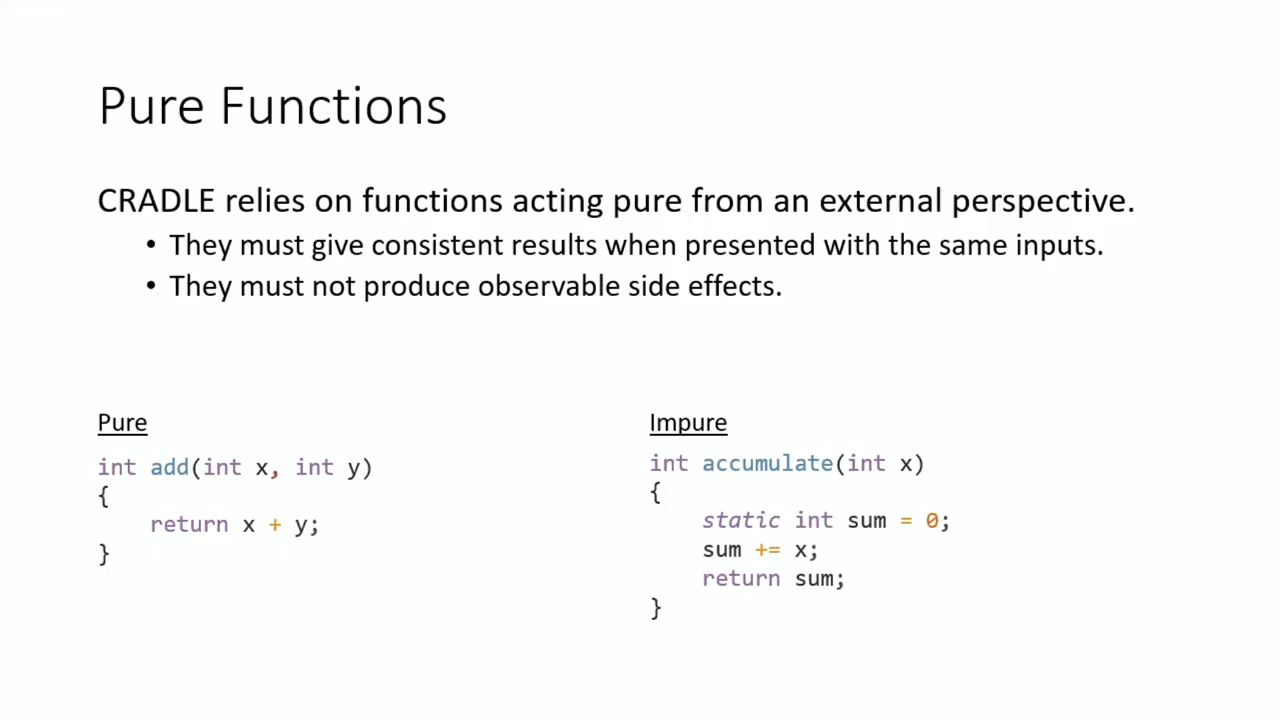 Pure Functions
CRADLE relies on functions acting pure from an external perspective.
• They must give consistent results when presented with the same inputs.
• They must not produce observable side effects.
Pure
int add(int x, int y)
{
    return x + y;
}
Impure
int accumulate(int x)
{
    static int sum = 0;
    sum += x;
    return sum;
}